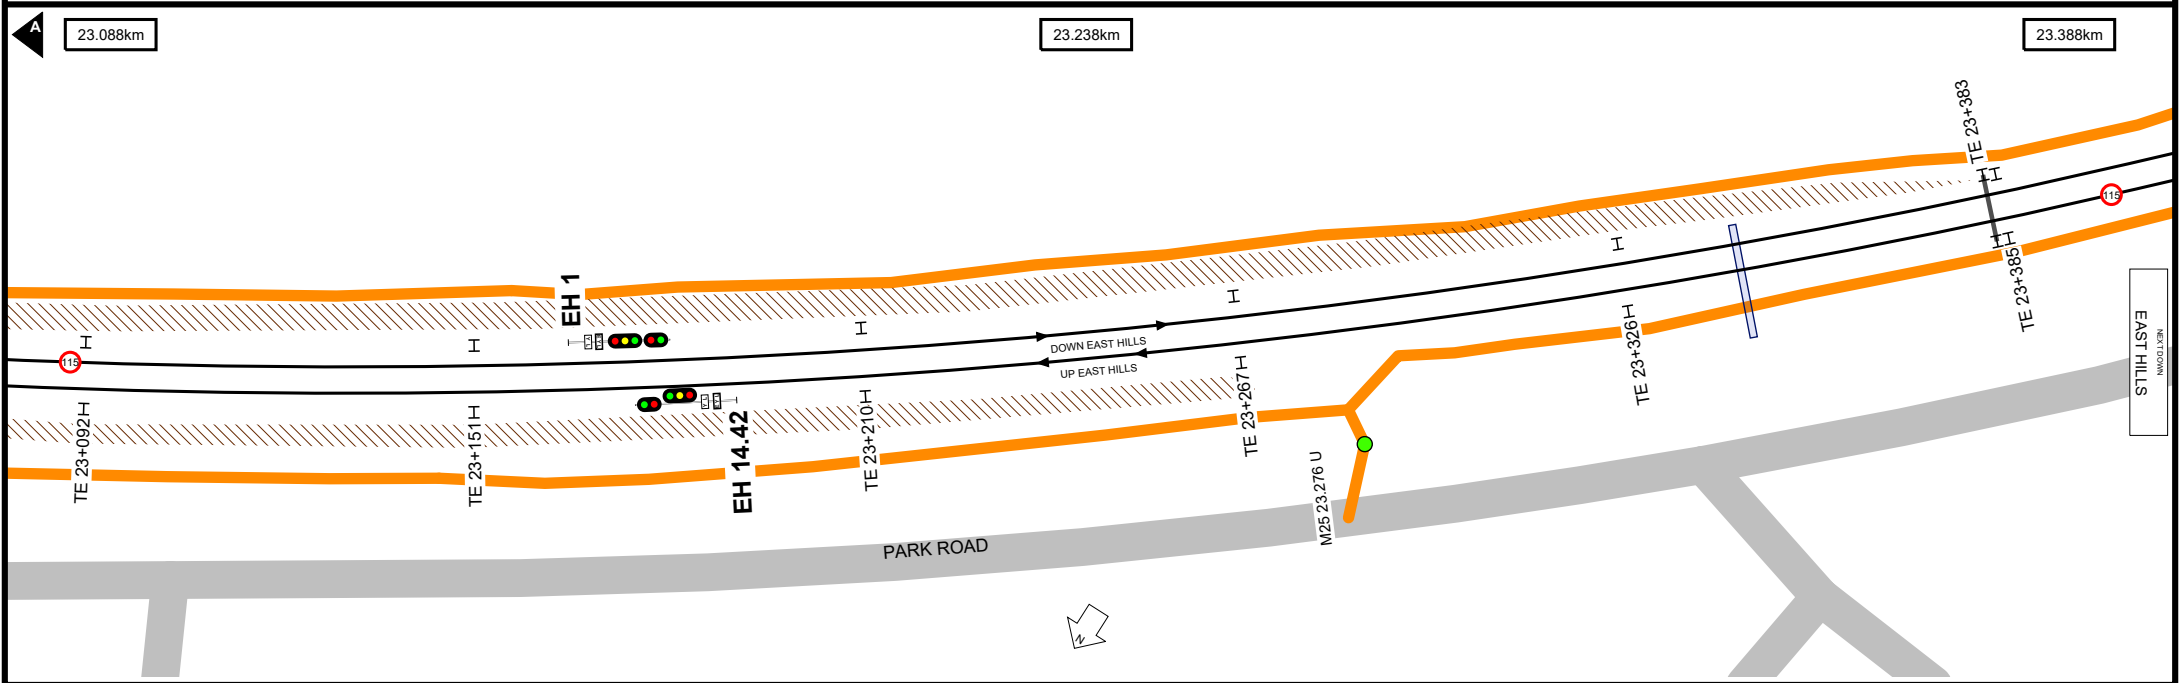 A
23.088km
23.238km
23.388km
TE 23+383
115
EH 1
DOWN EAST HILLS
UP EAST HILLS
115
TE 23+092
TE 23+151
EH 14.42
TE 23+210
TE 23+267
M25 23.276 U
TE 23+326
TE 23+385
NEXT DOWN
EAST HILLS
PARK ROAD
N